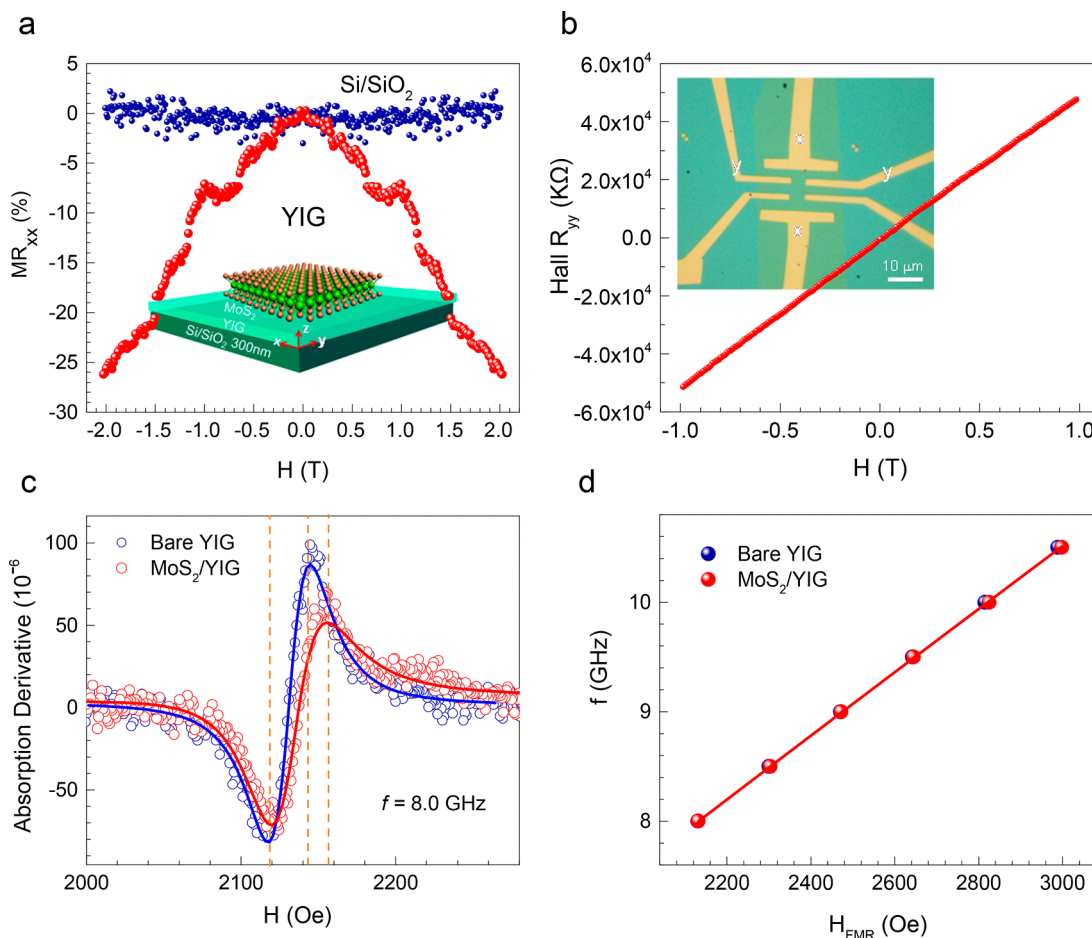 a
5
0
-5
-10
-15
-20
-25
-30
MR<sub>xx</sub> (%)
Si/SiO<sub>2</sub>
YIG
MoS<sub>2</sub>
YIG
Si/SiO<sub>2</sub> 300nm
z
x
y
-2.0 -1.5 -1.0 -0.5 0.0 0.5 1.0 1.5 2.0
H (T)
b
6.0x10<sup>4</sup>
4.0x10<sup>4</sup>
2.0x10<sup>4</sup>
0.0
-2.0x10<sup>4</sup>
-4.0x10<sup>4</sup>
-6.0x10<sup>4</sup>
Hall R<sub>yy</sub> (KΩ)
x
y y
x
10 μm
-1.0 -0.5 0.0 0.5 1.0
H (T)
c
100
50
0
-50
Absorption Derivative (10<sup>-6</sup>)
Bare YIG
MoS<sub>2</sub>/YIG
f = 8.0 GHz
2000 2100 2200
H (Oe)
d
10
9
8
f (GHz)
Bare YIG
MoS<sub>2</sub>/YIG
2200 2400 2600 2800 3000
H<sub>FMR</sub> (Oe)